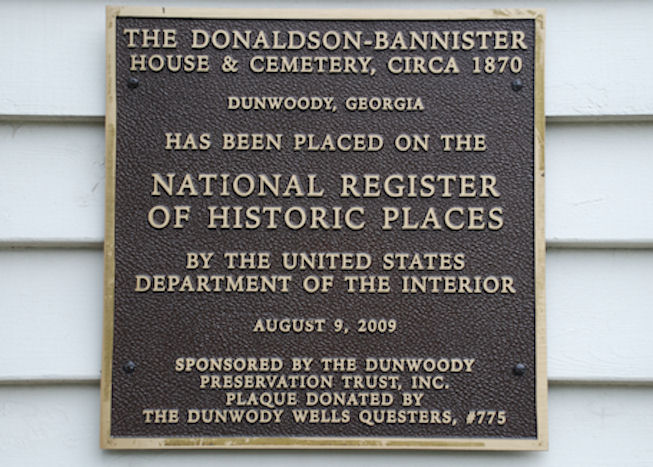 THE DONALDSON-BANNISTER
HOUSE & CEMETERY, CIRCA 1870
DUNWOODY, GEORGIA
HAS BEEN PLACED ON THE
NATIONAL REGISTER
OF HISTORIC PLACES
BY THE UNITED STATES
DEPARTMENT OF THE INTERIOR
AUGUST 9, 2009
SPONSORED BY THE DUNWOODY
PRESERVATION TRUST, INC.
PLAQUE DONATED BY
THE DUNWODY WELLS QUESTERS, #775